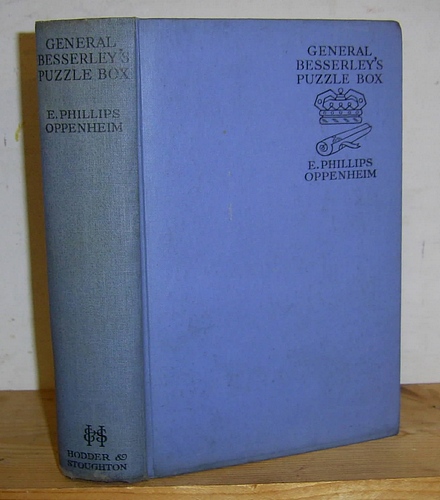 GENERAL
BESSERLEY'S
PUZZLE BOX
E. PHILLIPS
OPPENHEIM
HODDER &
STOUGHTON
GENERAL
BESSERLEY'S
PUZZLE BOX
E. PHILLIPS
OPPENHEIM